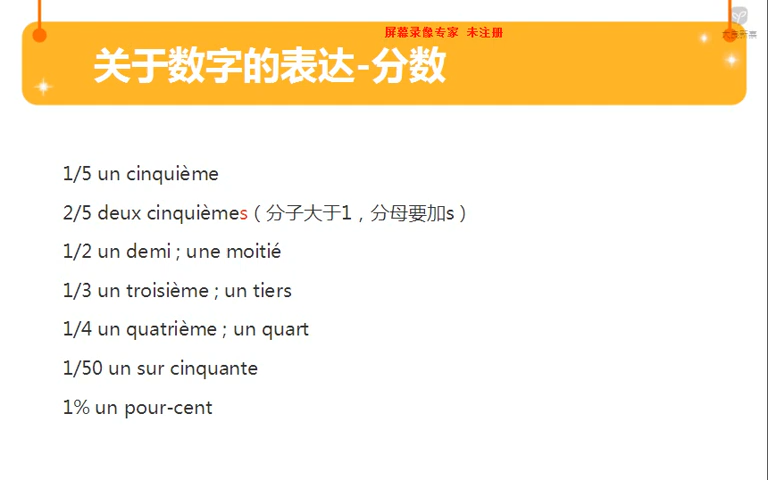 屏幕录像专家 未注册
关于数字的表达-分数
1/5 un cinquième
2/5 deux cinquièmes（分子大于1，分母要加s）
1/2 un demi ; une moitié
1/3 un troisième ; un tiers
1/4 un quatrième ; un quart
1/50 un sur cinquante
1% un pour-cent